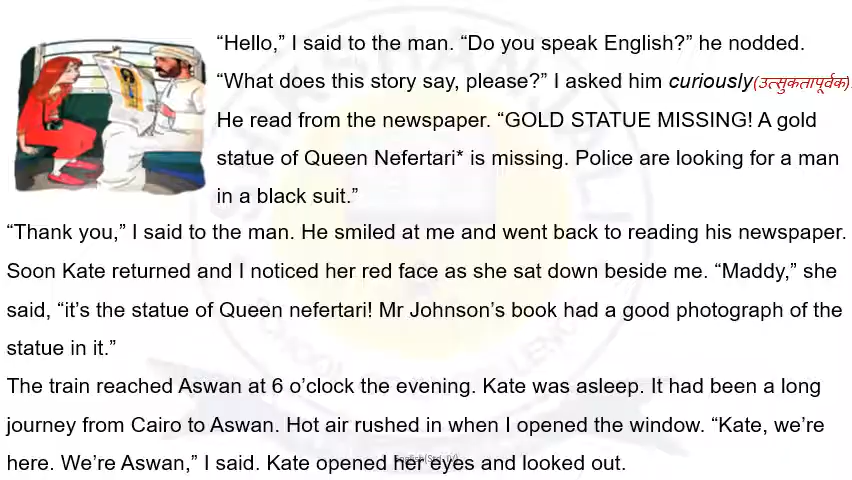 “Hello,” I said to the man. “Do you speak English?” he nodded.
“What does this story say, please?” I asked him curiously(उत्सुकतापूर्वक).
He read from the newspaper. “GOLD STATUE MISSING! A gold
statue of Queen Nefertari* is missing. Police are looking for a man
in a black suit.”
“Thank you,” I said to the man. He smiled at me and went back to reading his newspaper.
Soon Kate returned and I noticed her red face as she sat down beside me. “Maddy,” she
said, “it’s the statue of Queen nefertari! Mr Johnson’s book had a good photograph of the
statue in it.”
The train reached Aswan at 6 o’clock the evening. Kate was asleep. It had been a long
journey from Cairo to Aswan. Hot air rushed in when I opened the window. “Kate, we’re
here. We’re Aswan,” I said. Kate opened her eyes and looked out.
English(Std. IV)